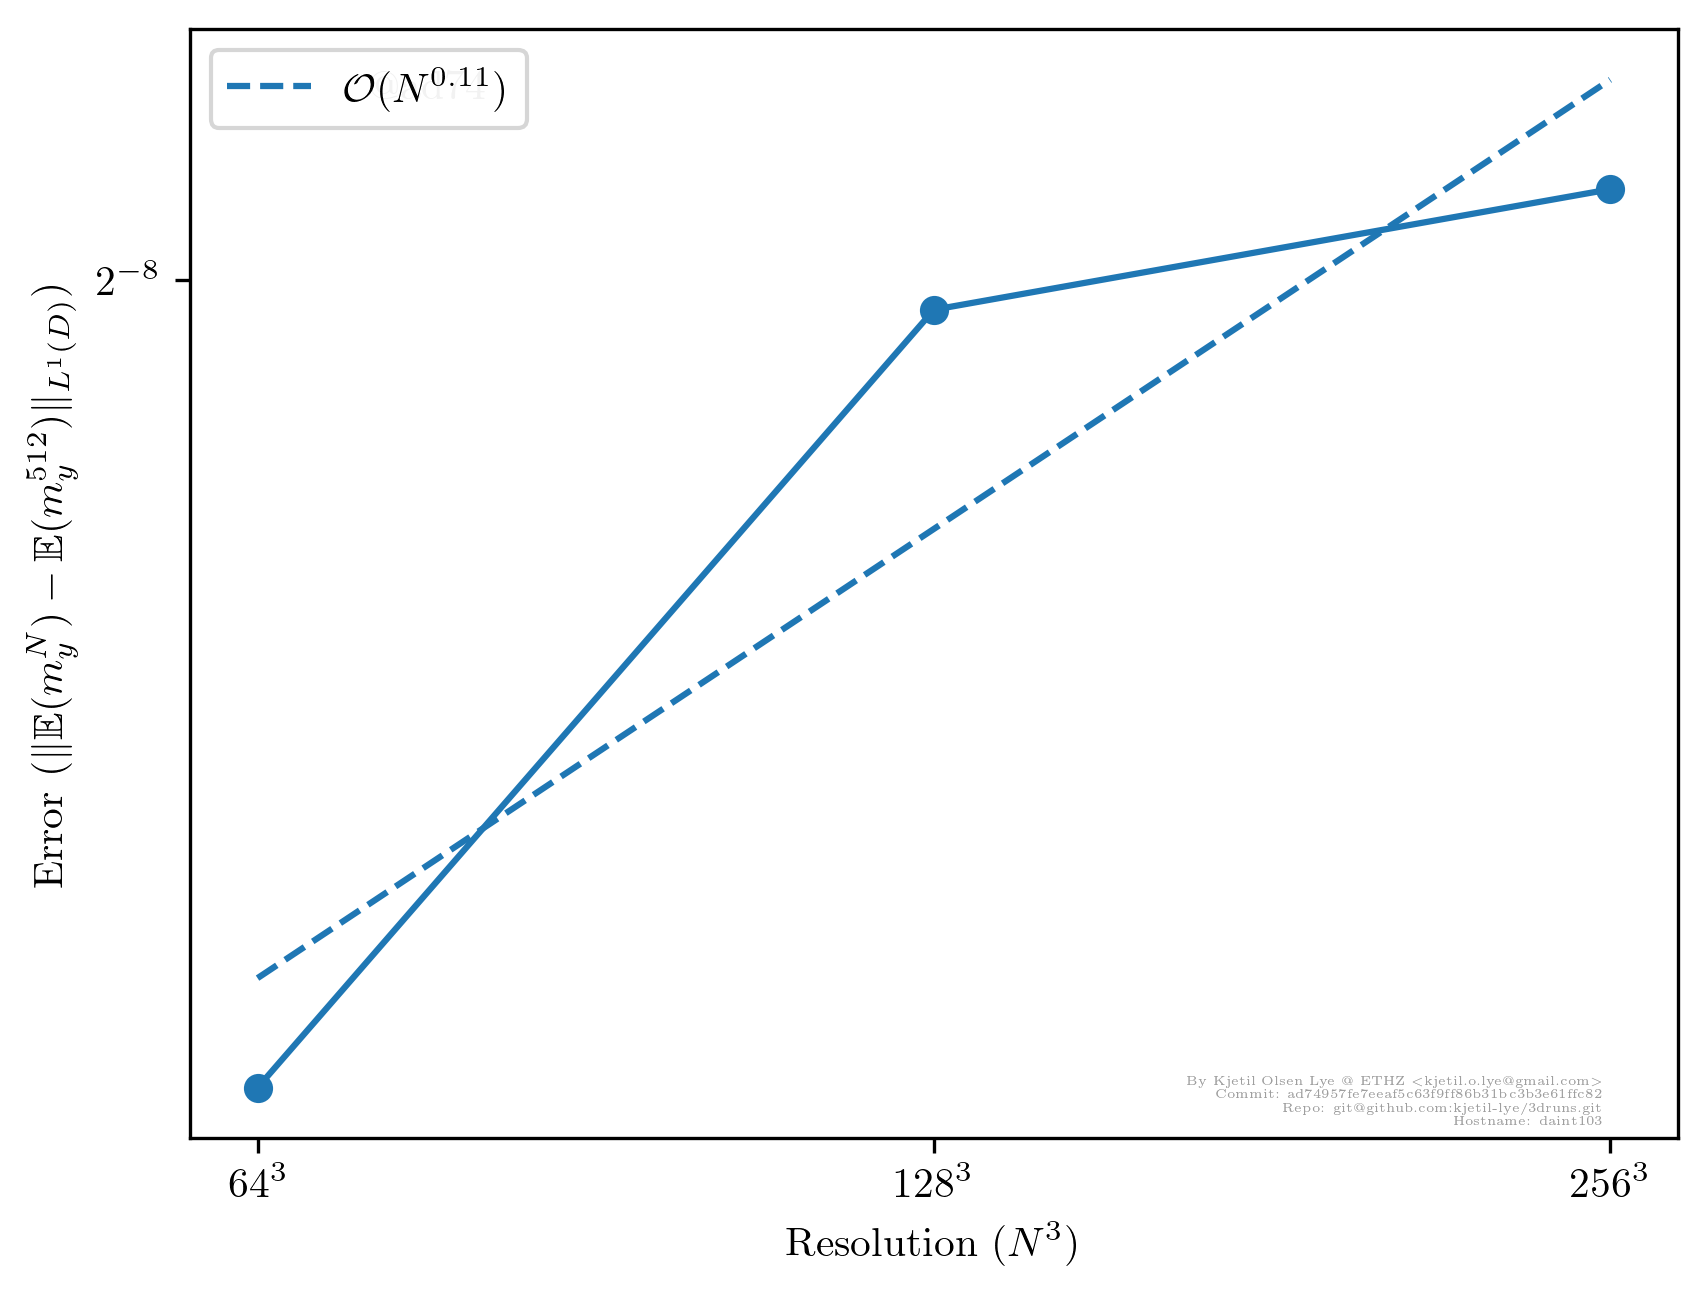 𝒪(N^0.11)
2^−8
Error (||𝔼(m_y^N) − 𝔼(m_y^512)||_L^1(D))
64^3
128^3
256^3
Resolution (N^3)
By Kjetil Olsen Lye @ ETHZ <kjetil.o.lye@gmail.com>
Commit: ad74957fe7eeaf5c63f9ff86b31bc3b3e61ffc82
Repo: git@github.com:kjetil-lye/3druns.git
Hostname: daint103